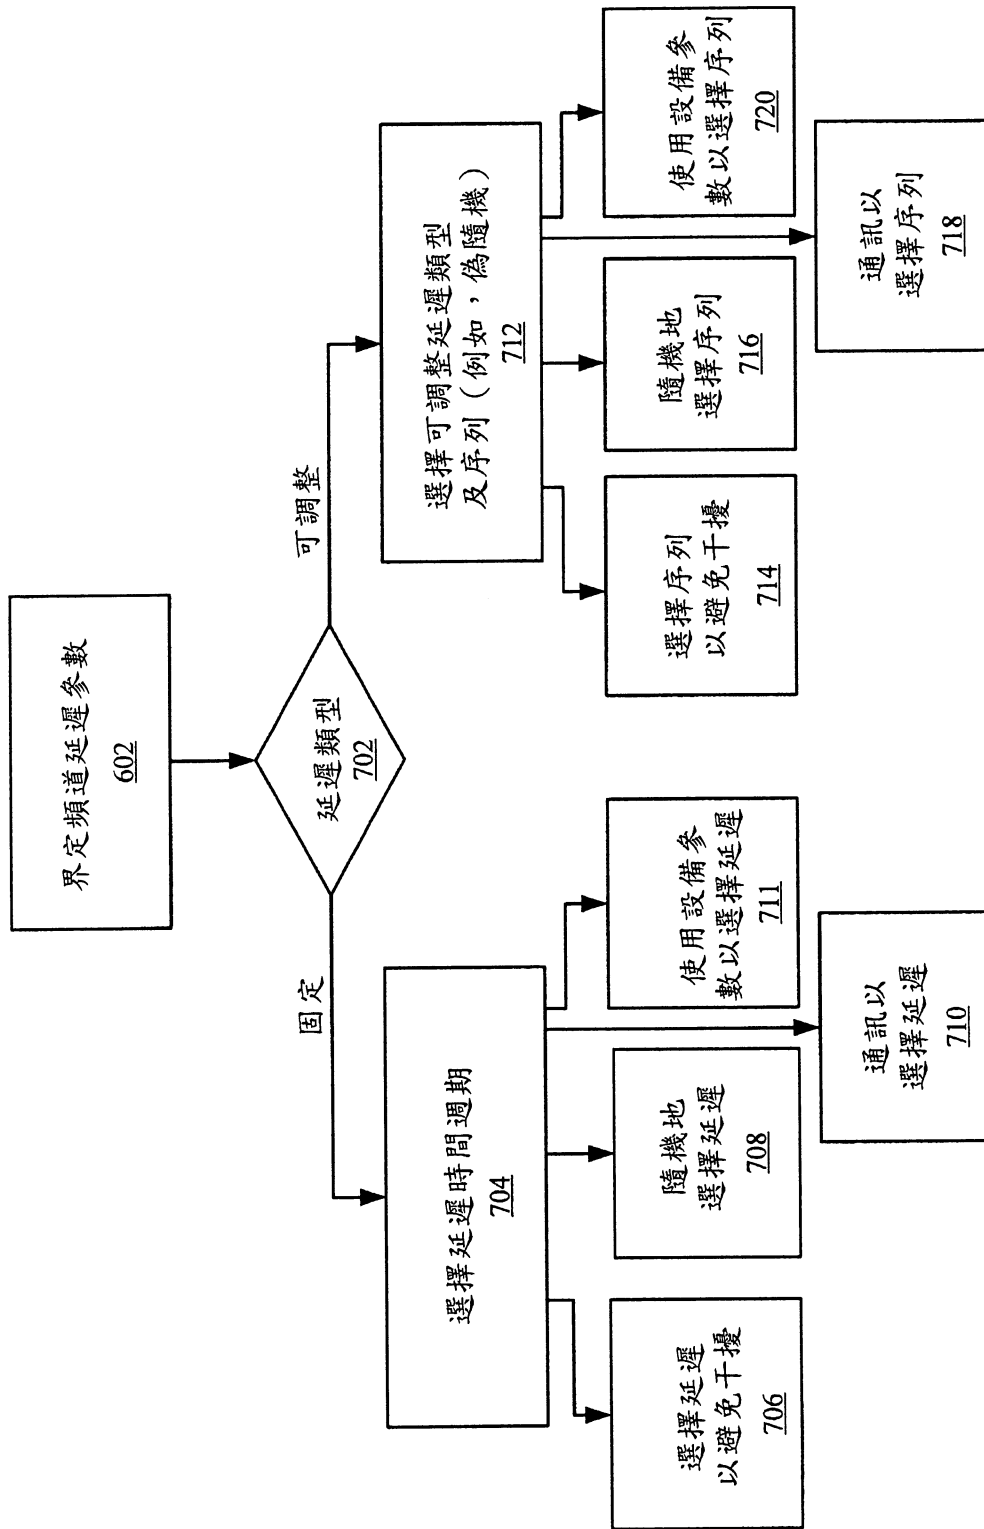 界定頻道延遲參數
602
延遲類型
702
固定
可調整
選擇延遲時間週期
704
選擇延遲
以避免干擾
706
隨機地
選擇延遲
708
通訊以
選擇延遲
710
使用設備參
數以選擇延遲
711
選擇可調整延遲類型
及序列（例如，偽隨機）
712
選擇序列
以避免干擾
714
隨機地
選擇序列
716
通訊以
選擇序列
718
使用設備參
數以選擇序列
720